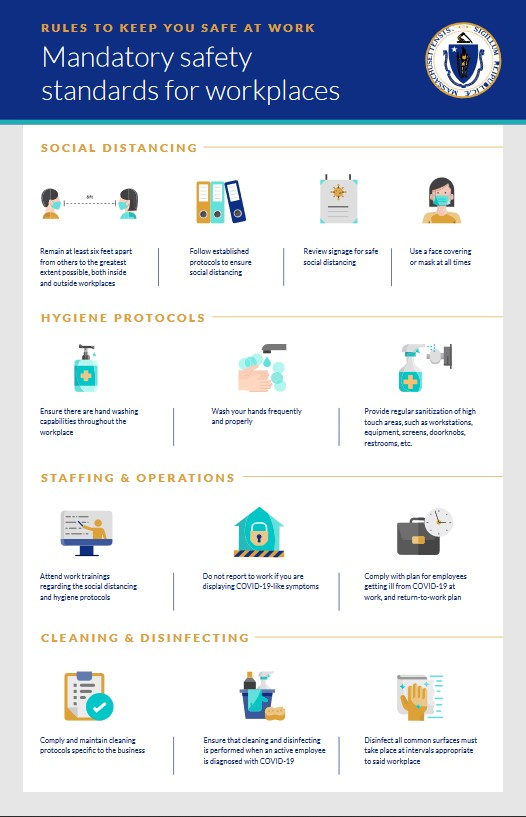 RULES TO KEEP YOU SAFE AT WORK
Mandatory safety
standards for workplaces
MASSACHUSETTENSIS.
SIGILLUM REIPUBLICÆ
SOCIAL DISTANCING
6ft
Remain at least six feet apart
from others to the greatest
extent possible, both inside
and outside workplaces
Follow established
protocols to ensure
social distancing
Review signage for safe
social distancing
Use a face covering
or mask at all times
HYGIENE PROTOCOLS
Ensure there are hand washing
capabilities throughout the
workplace
Wash your hands frequently
and properly
Provide regular sanitization of high
touch areas, such as workstations,
equipment, screens, doorknobs,
restrooms, etc.
STAFFING & OPERATIONS
Attend work trainings
regarding the social distancing
and hygiene protocols
Do not report to work if you are
displaying COVID-19-like symptoms
Comply with plan for employees
getting ill from COVID-19 at
work, and return-to-work plan
CLEANING & DISINFECTING
Comply and maintain cleaning
protocols specific to the business
Ensure that cleaning and disinfecting
is performed when an active employee
is diagnosed with COVID-19
Disinfect all common surfaces must
take place at intervals appropriate
to said workplace